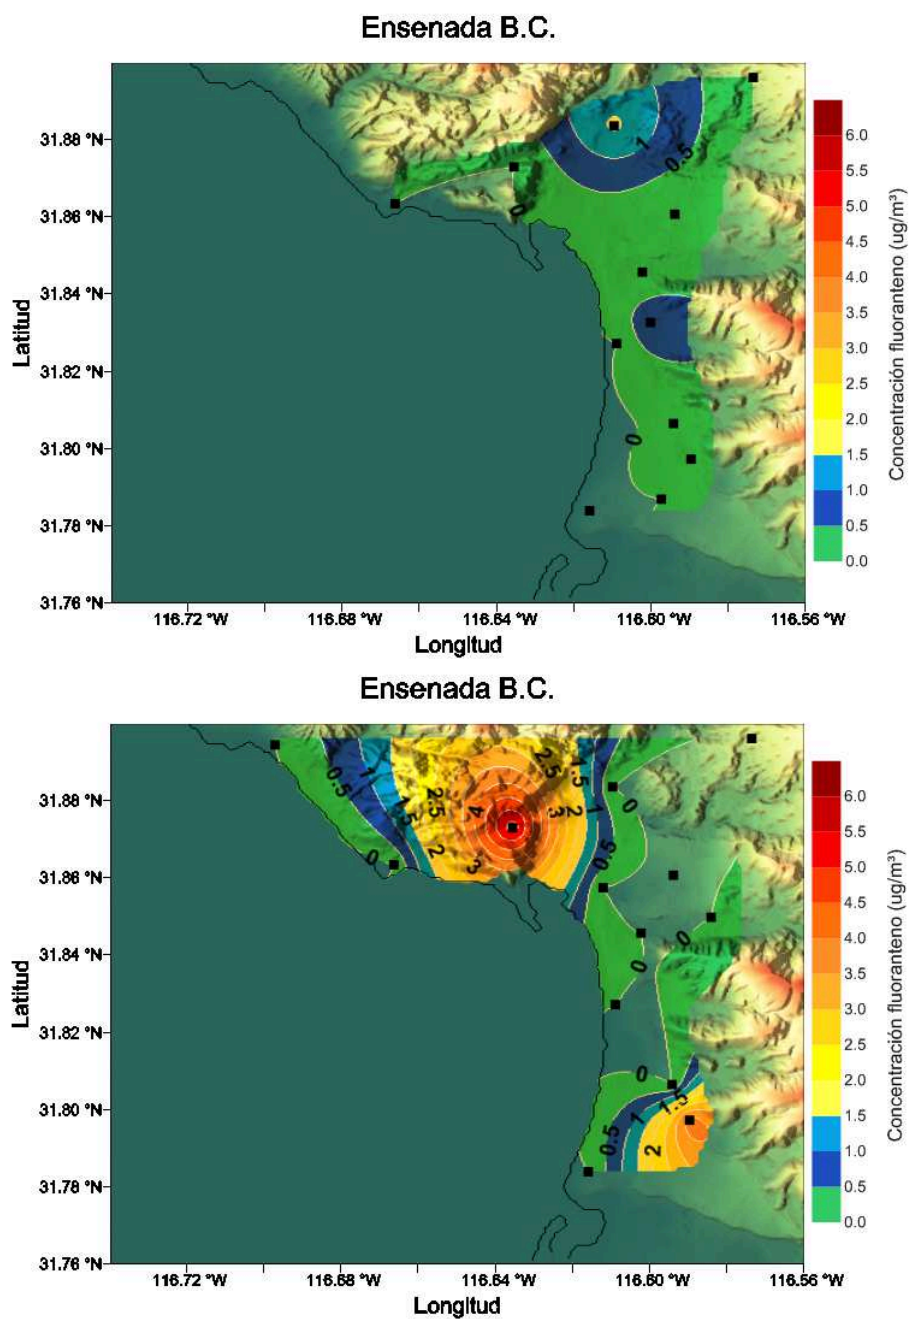 Ensenada B.C.
31.88 °N
31.86 °N
31.84 °N
31.82 °N
31.80 °N
31.78 °N
31.76 °N
Latitud
116.72 °W 116.68 °W 116.64 °W 116.60 °W 116.56 °W
Longitud
1
0.5
0
0
6.0
5.5
5.0
4.5
4.0
3.5
3.0
2.5
2.0
1.5
1.0
0.5
0.0
Concentración fluoranteno (ug/m³)
Ensenada B.C.
31.88 °N
31.86 °N
31.84 °N
31.82 °N
31.80 °N
31.78 °N
31.76 °N
Latitud
116.72 °W 116.68 °W 116.64 °W 116.60 °W 116.56 °W
Longitud
0.5
1
1.5
2.5
2
4
3
2.5
3
2
1.5
1
0.5
0
0
0
0
0
0.5
1
1.5
2
6.0
5.5
5.0
4.5
4.0
3.5
3.0
2.5
2.0
1.5
1.0
0.5
0.0
Concentración fluoranteno (ug/m³)